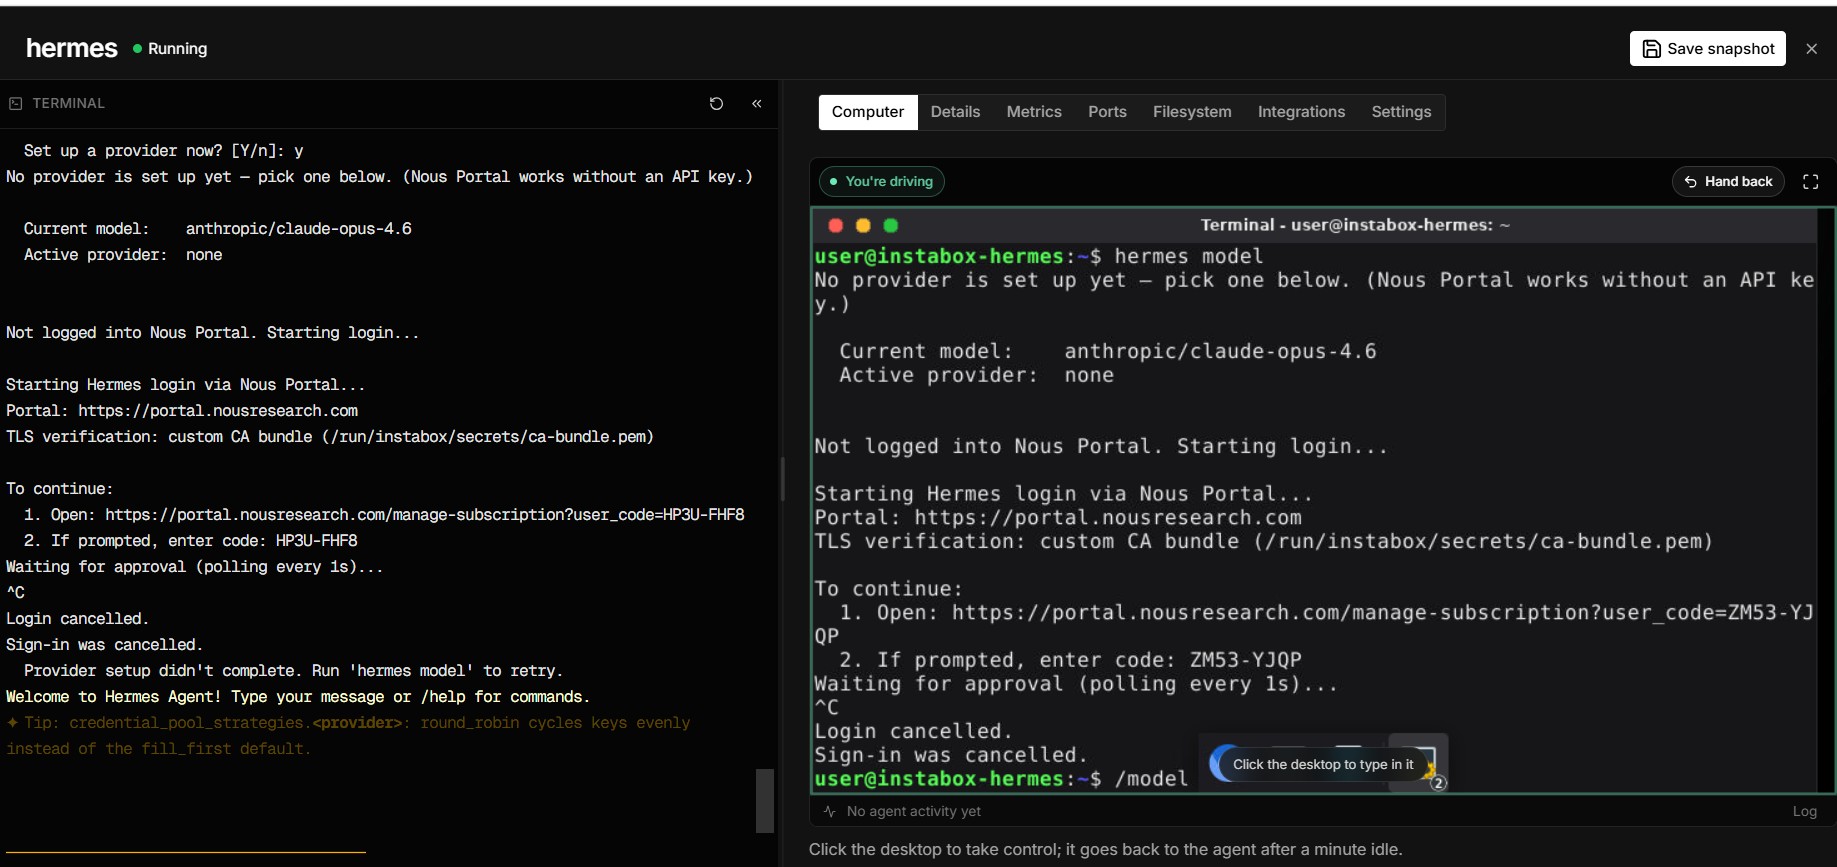 hermes Running
Save snapshot
TERMINAL
Set up a provider now? [Y/n]: y
No provider is set up yet — pick one below. (Nous Portal works without an API key.)
Current model: anthropic/claude-opus-4.6
Active provider: none
Not logged into Nous Portal. Starting login...
Starting Hermes login via Nous Portal...
Portal: https://portal.nousresearch.com
TLS verification: custom CA bundle (/run/instabox/secrets/ca-bundle.pem)
To continue:
1. Open: https://portal.nousresearch.com/manage-subscription?user_code=HP3U-FHF8
2. If prompted, enter code: HP3U-FHF8
Waiting for approval (polling every 1s)...
^C
Login cancelled.
Sign-in was cancelled.
Provider setup didn't complete. Run 'hermes model' to retry.
Welcome to Hermes Agent! Type your message or /help for commands.
✦ Tip: credential_pool_strategies.<provider>: round_robin cycles keys evenly
instead of the fill_first default.
Computer Details Metrics Ports Filesystem Integrations Settings
You're driving
Hand back
Terminal - user@instabox-hermes: ~
user@instabox-hermes:~$ hermes model
No provider is set up yet — pick one below. (Nous Portal works without an API ke
y.)
Current model: anthropic/claude-opus-4.6
Active provider: none
Not logged into Nous Portal. Starting login...
Starting Hermes login via Nous Portal...
Portal: https://portal.nousresearch.com
TLS verification: custom CA bundle (/run/instabox/secrets/ca-bundle.pem)
To continue:
1. Open: https://portal.nousresearch.com/manage-subscription?user_code=ZM53-YJ
QP
2. If prompted, enter code: ZM53-YJQP
Waiting for approval (polling every 1s)...
^C
Login cancelled.
Sign-in was cancelled.
user@instabox-hermes:~$ /model
Click the desktop to type in it
2
No agent activity yet
Log
Click the desktop to take control; it goes back to the agent after a minute idle.